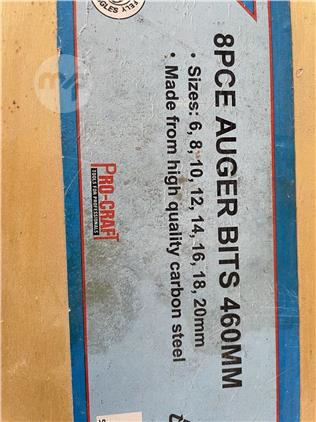 8PCE AUGER BITS 460MM
• Sizes: 6, 8, 10, 12, 14, 16, 18, 20mm
• Made from high quality carbon steel
PRO-CRAFT
TOOLS FOR PROFESSIONALS